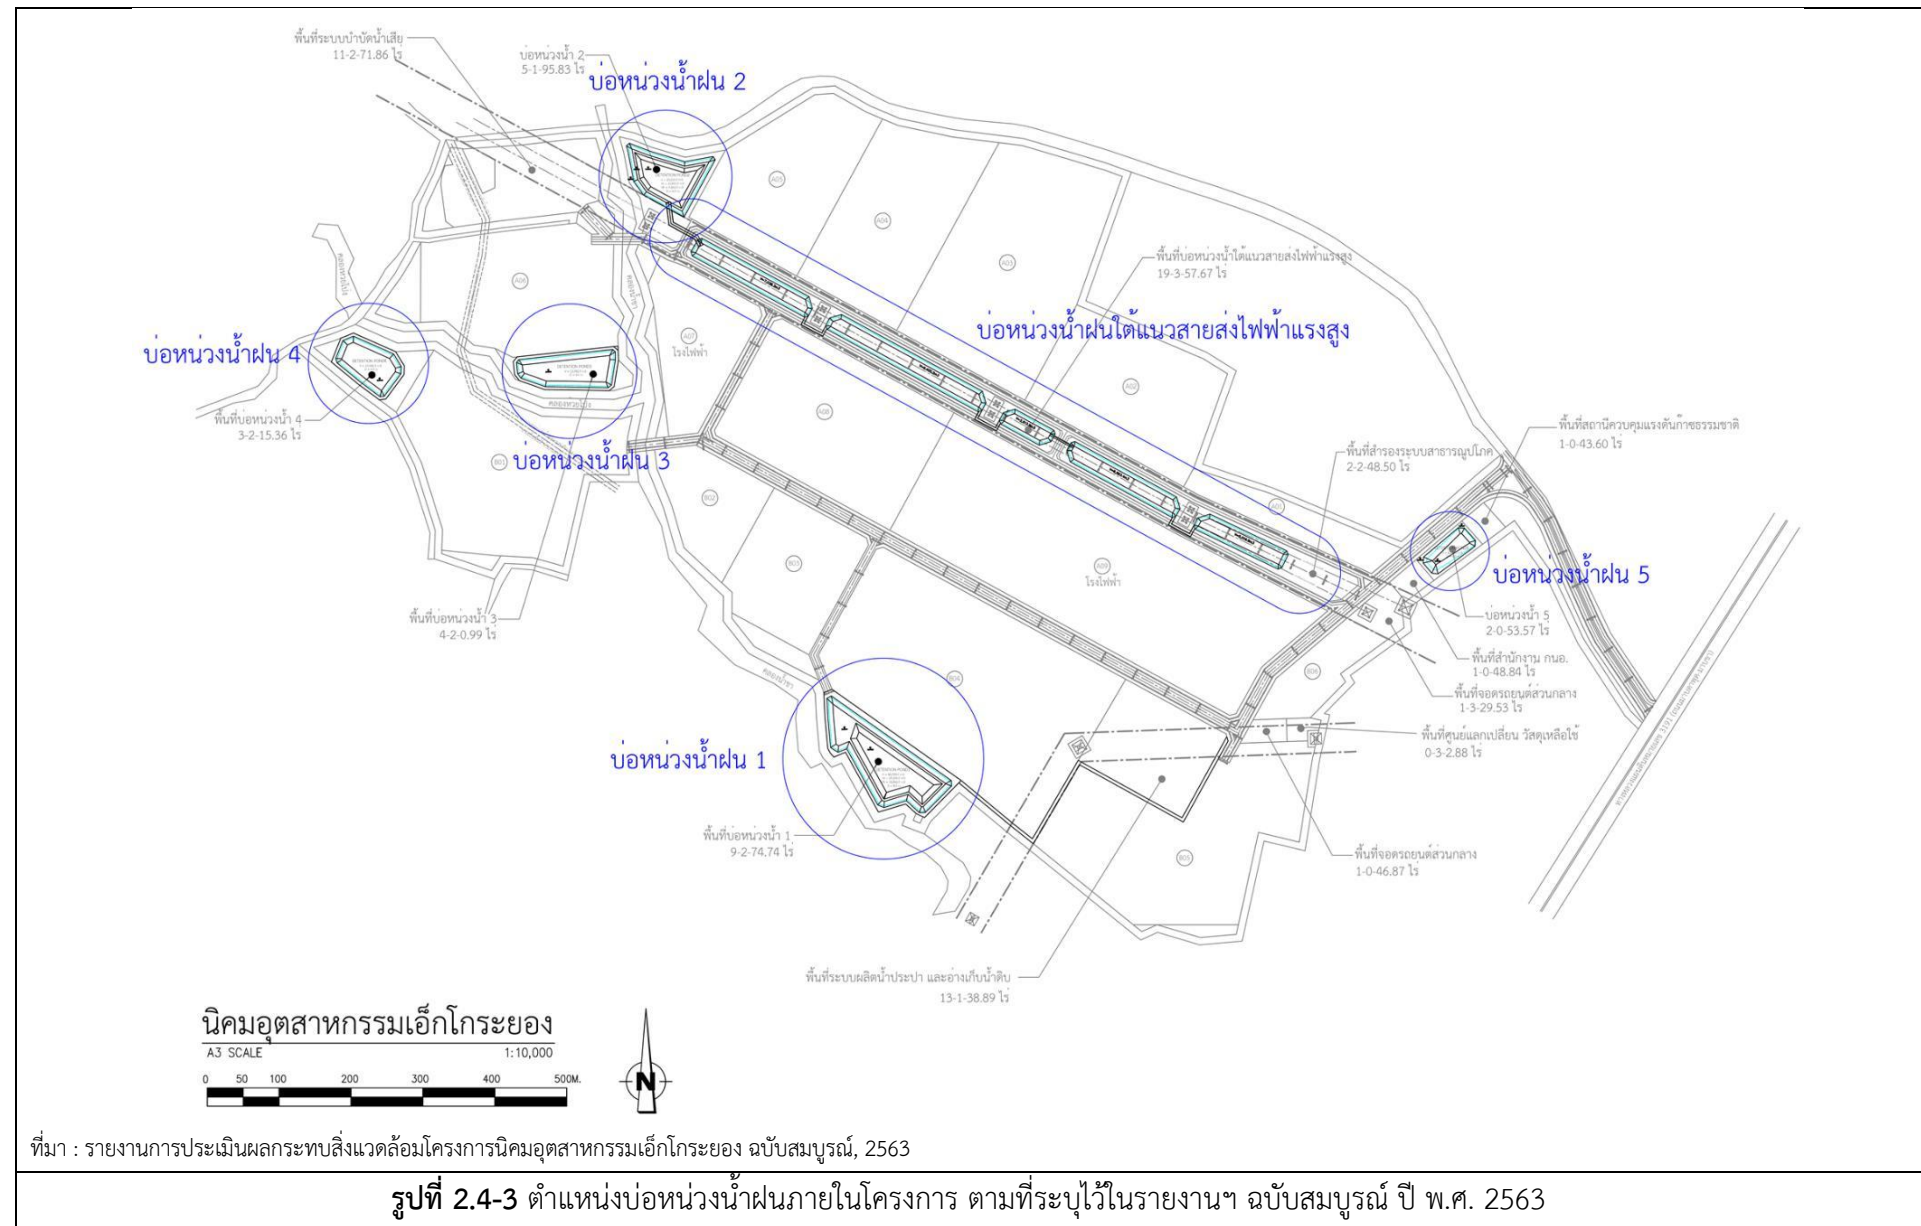 พื้นที่ระบบบำบัดน้ำเสีย
11-2-71.86 ไร่
บ่อหน่วงน้ำ 2
5-1-95.83 ไร่
บ่อหน่วงน้ำฝน 2
A05
A04
A03
พื้นที่บ่อหน่วงน้ำใต้แนวสายส่งไฟฟ้าแรงสูง
19-3-57.67 ไร่
บ่อหน่วงน้ำฝนใต้แนวสายส่งไฟฟ้าแรงสูง
A06
A07
โรงไฟฟ้า
A02
บ่อหน่วงน้ำฝน 4
DETENTION POND4
DETENTION POND3
คลองห้วยโป่ง
พื้นที่บ่อหน่วงน้ำ 4
3-2-15.36 ไร่
A08
พื้นที่สถานีควบคุมแรงดันก๊าซธรรมชาติ
1-0-43.60 ไร่
B01
บ่อหน่วงน้ำฝน 3
พื้นที่สำรองระบบสาธารณูปโภค
2-2-48.50 ไร่
B02
A01
B03
A09
โรงไฟฟ้า
บ่อหน่วงน้ำฝน 5
พื้นที่บ่อหน่วงน้ำ 3
4-2-0.99 ไร่
บ่อหน่วงน้ำ 5
2-0-53.57 ไร่
พื้นที่สำนักงาน กนอ.
1-0-48.84 ไร่
B04
B06
พื้นที่จอดรถยนต์ส่วนกลาง
1-3-29.53 ไร่
พื้นที่ศูนย์แลกเปลี่ยน วัสดุเหลือใช้
0-3-2.88 ไร่
บ่อหน่วงน้ำฝน 1
พื้นที่บ่อหน่วงน้ำ 1
9-2-74.74 ไร่
B05
พื้นที่จอดรถยนต์ส่วนกลาง
1-0-46.87 ไร่
พื้นที่ระบบผลิตน้ำประปา และอ่างเก็บน้ำดิบ
13-1-38.89 ไร่
นิคมอุตสาหกรรมเอ็กโกระยอง
A3 SCALE 1:10,000
0 50 100 200 300 400 500M.
N
ที่มา : รายงานการประเมินผลกระทบสิ่งแวดล้อมโครงการนิคมอุตสาหกรรมเอ็กโกระยอง ฉบับสมบูรณ์, 2563
รูปที่ 2.4-3 ตำแหน่งบ่อหน่วงน้ำฝนภายในโครงการ ตามที่ระบุไว้ในรายงานฯ ฉบับสมบูรณ์ ปี พ.ศ. 2563